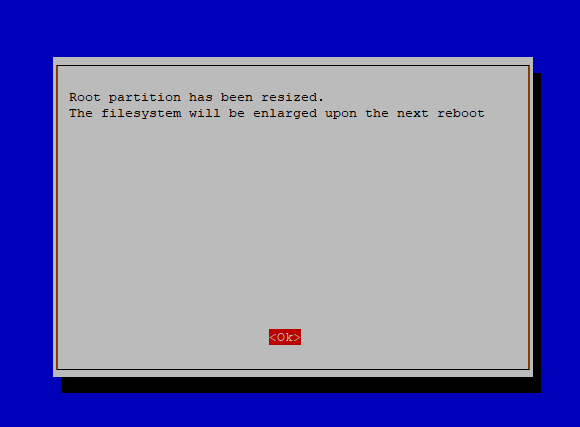 Root partition has been resized.
The filesystem will be enlarged upon the next reboot
<Ok>